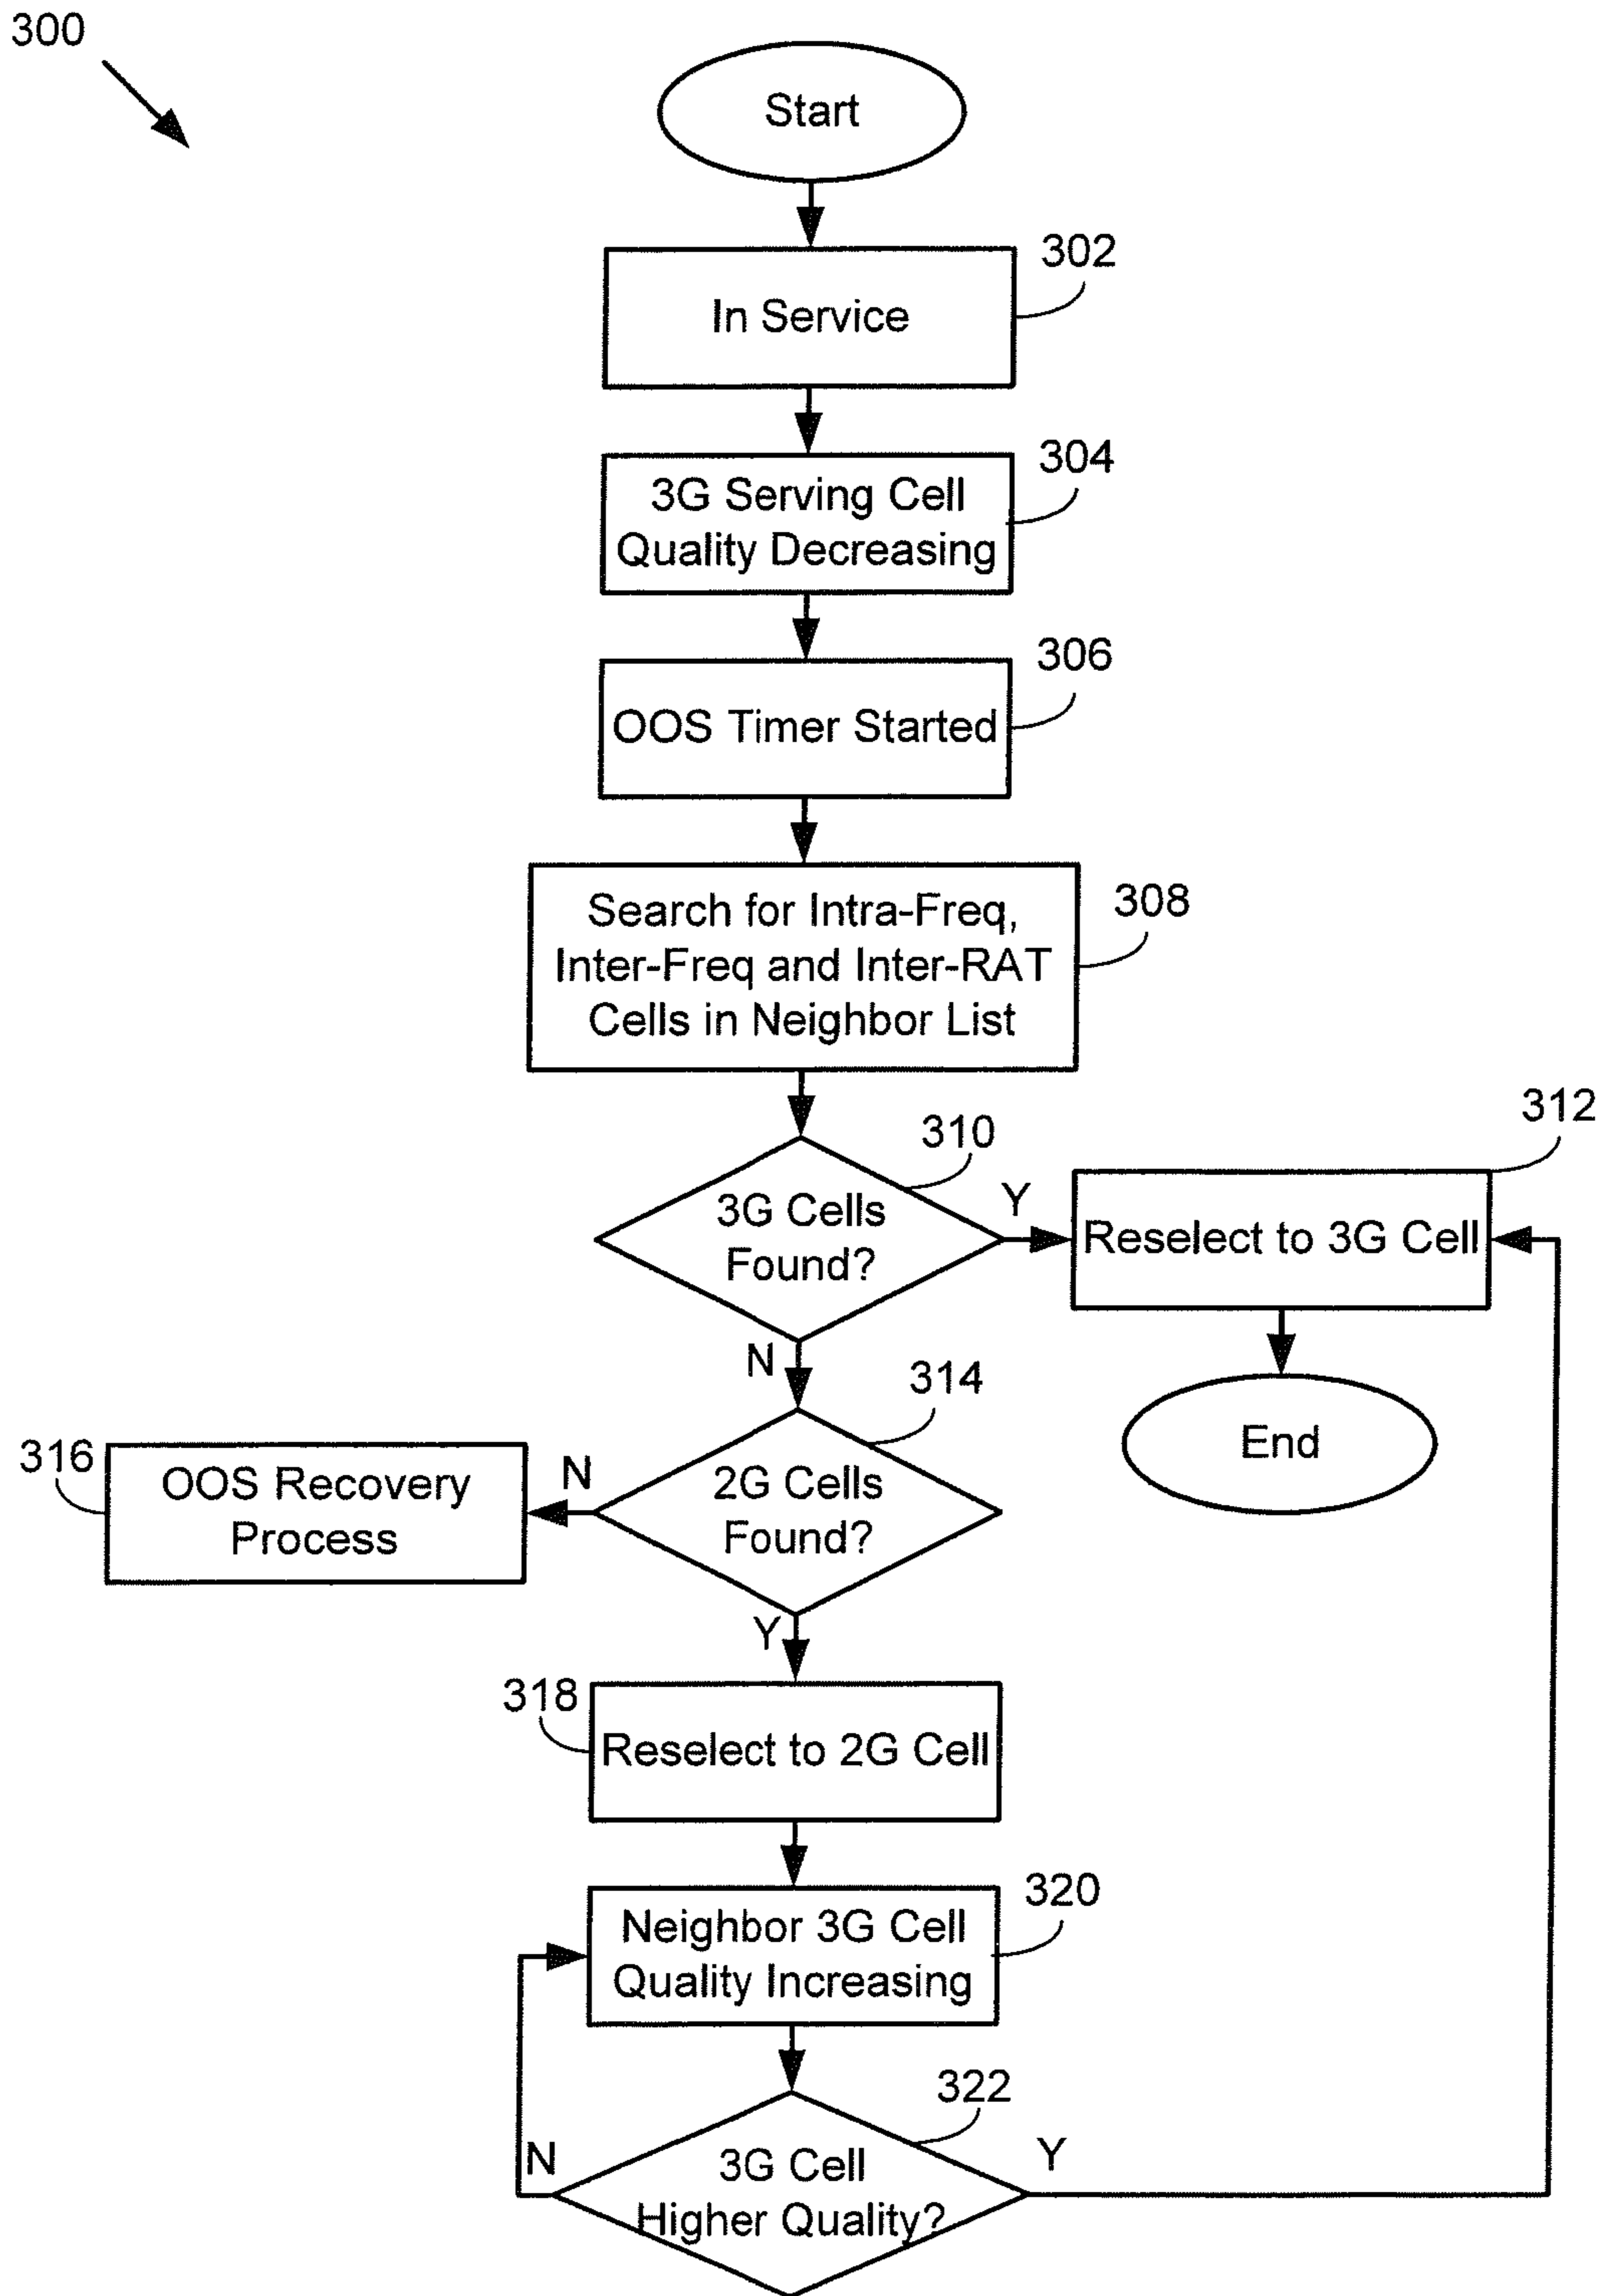 300
Start
302
In Service
304
3G Serving Cell
Quality Decreasing
306
OOS Timer Started
308
Search for Intra-Freq,
Inter-Freq and Inter-RAT
Cells in Neighbor List
310
3G Cells
Found?
Y
312
Reselect to 3G Cell
End
N
314
2G Cells
Found?
N
316
OOS Recovery
Process
Y
318
Reselect to 2G Cell
320
Neighbor 3G Cell
Quality Increasing
322
3G Cell
Higher Quality?
N
Y